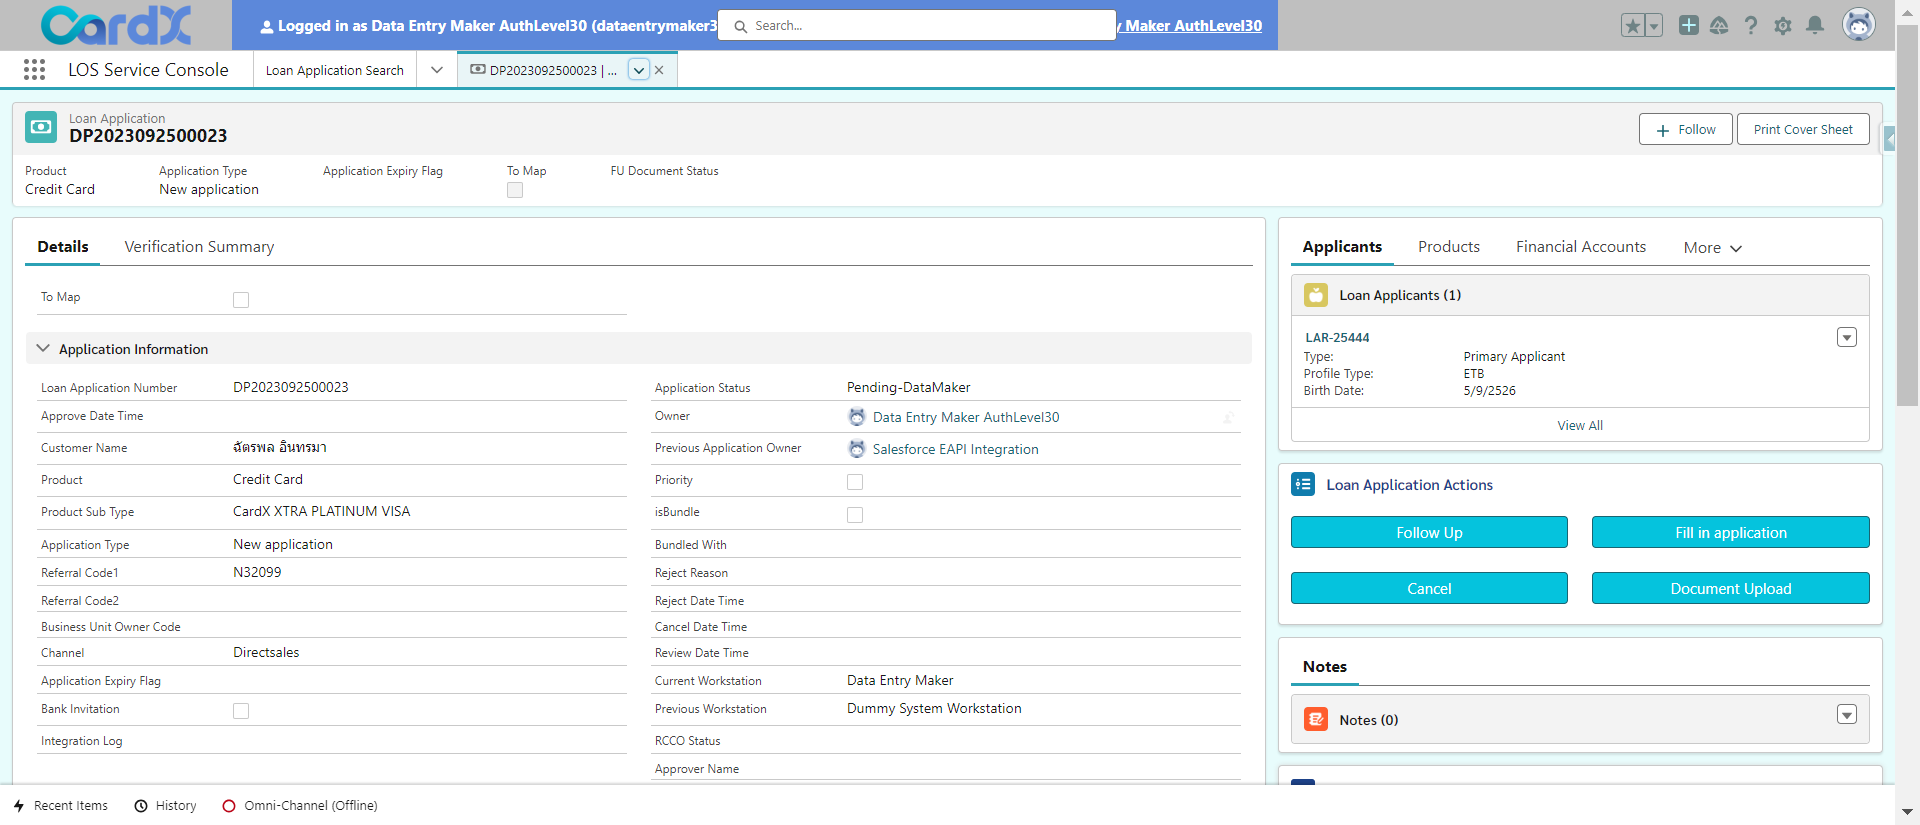 CardX
Logged in as Data Entry Maker AuthLevel30 (dataentrymaker3
Search...
Maker AuthLevel30
LOS Service Console
Loan Application Search
DP2023092500023 | ...
Loan Application
DP2023092500023
Follow
Print Cover Sheet
Product
Application Type
Application Expiry Flag
To Map
FU Document Status
Credit Card
New application
Details
Verification Summary
To Map
Application Information
Loan Application Number
DP2023092500023
Approve Date Time
Customer Name
ฉัตรพล อินทรมา
Product
Credit Card
Product Sub Type
CardX XTRA PLATINUM VISA
Application Type
New application
Referral Code1
N32099
Referral Code2
Business Unit Owner Code
Channel
Directsales
Application Expiry Flag
Bank Invitation
Integration Log
Application Status
Pending-DataMaker
Owner
Data Entry Maker AuthLevel30
Previous Application Owner
Salesforce EAPI Integration
Priority
isBundle
Bundled With
Reject Reason
Reject Date Time
Cancel Date Time
Review Date Time
Current Workstation
Data Entry Maker
Previous Workstation
Dummy System Workstation
RCCO Status
Approver Name
Applicants
Products
Financial Accounts
More
Loan Applicants (1)
LAR-25444
Type:
Primary Applicant
Profile Type:
ETB
Birth Date:
5/9/2526
View All
Loan Application Actions
Follow Up
Fill in application
Cancel
Document Upload
Notes
Notes (0)
Recent Items
History
Omni-Channel (Offline)